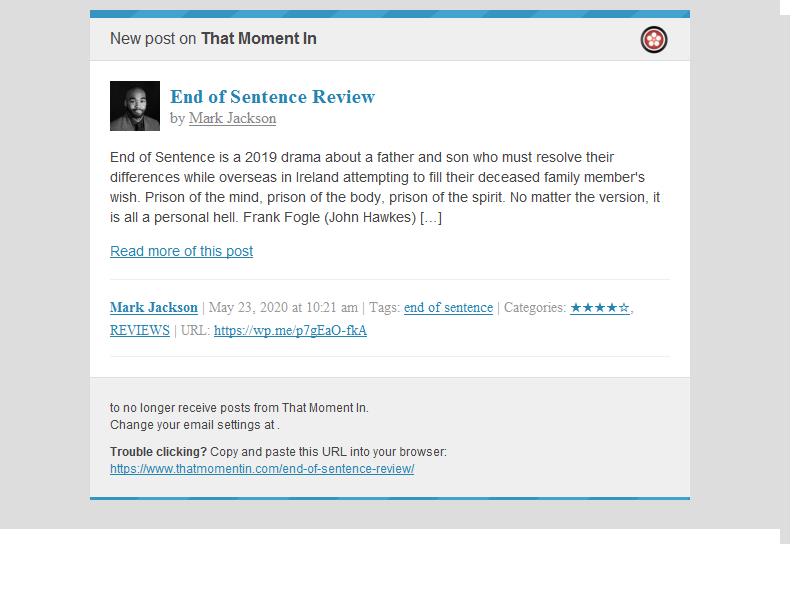 New post on That Moment In
End of Sentence Review
by Mark Jackson
End of Sentence is a 2019 drama about a father and son who must resolve their
differences while overseas in Ireland attempting to fill their deceased family member's
wish. Prison of the mind, prison of the body, prison of the spirit. No matter the version, it
is all a personal hell. Frank Fogle (John Hawkes) […]
Read more of this post
Mark Jackson | May 23, 2020 at 10:21 am | Tags: end of sentence | Categories: ★★★★☆,
REVIEWS | URL: https://wp.me/p7gEaO-fkA
to no longer receive posts from That Moment In.
Change your email settings at .
Trouble clicking? Copy and paste this URL into your browser:
https://www.thatmomentin.com/end-of-sentence-review/